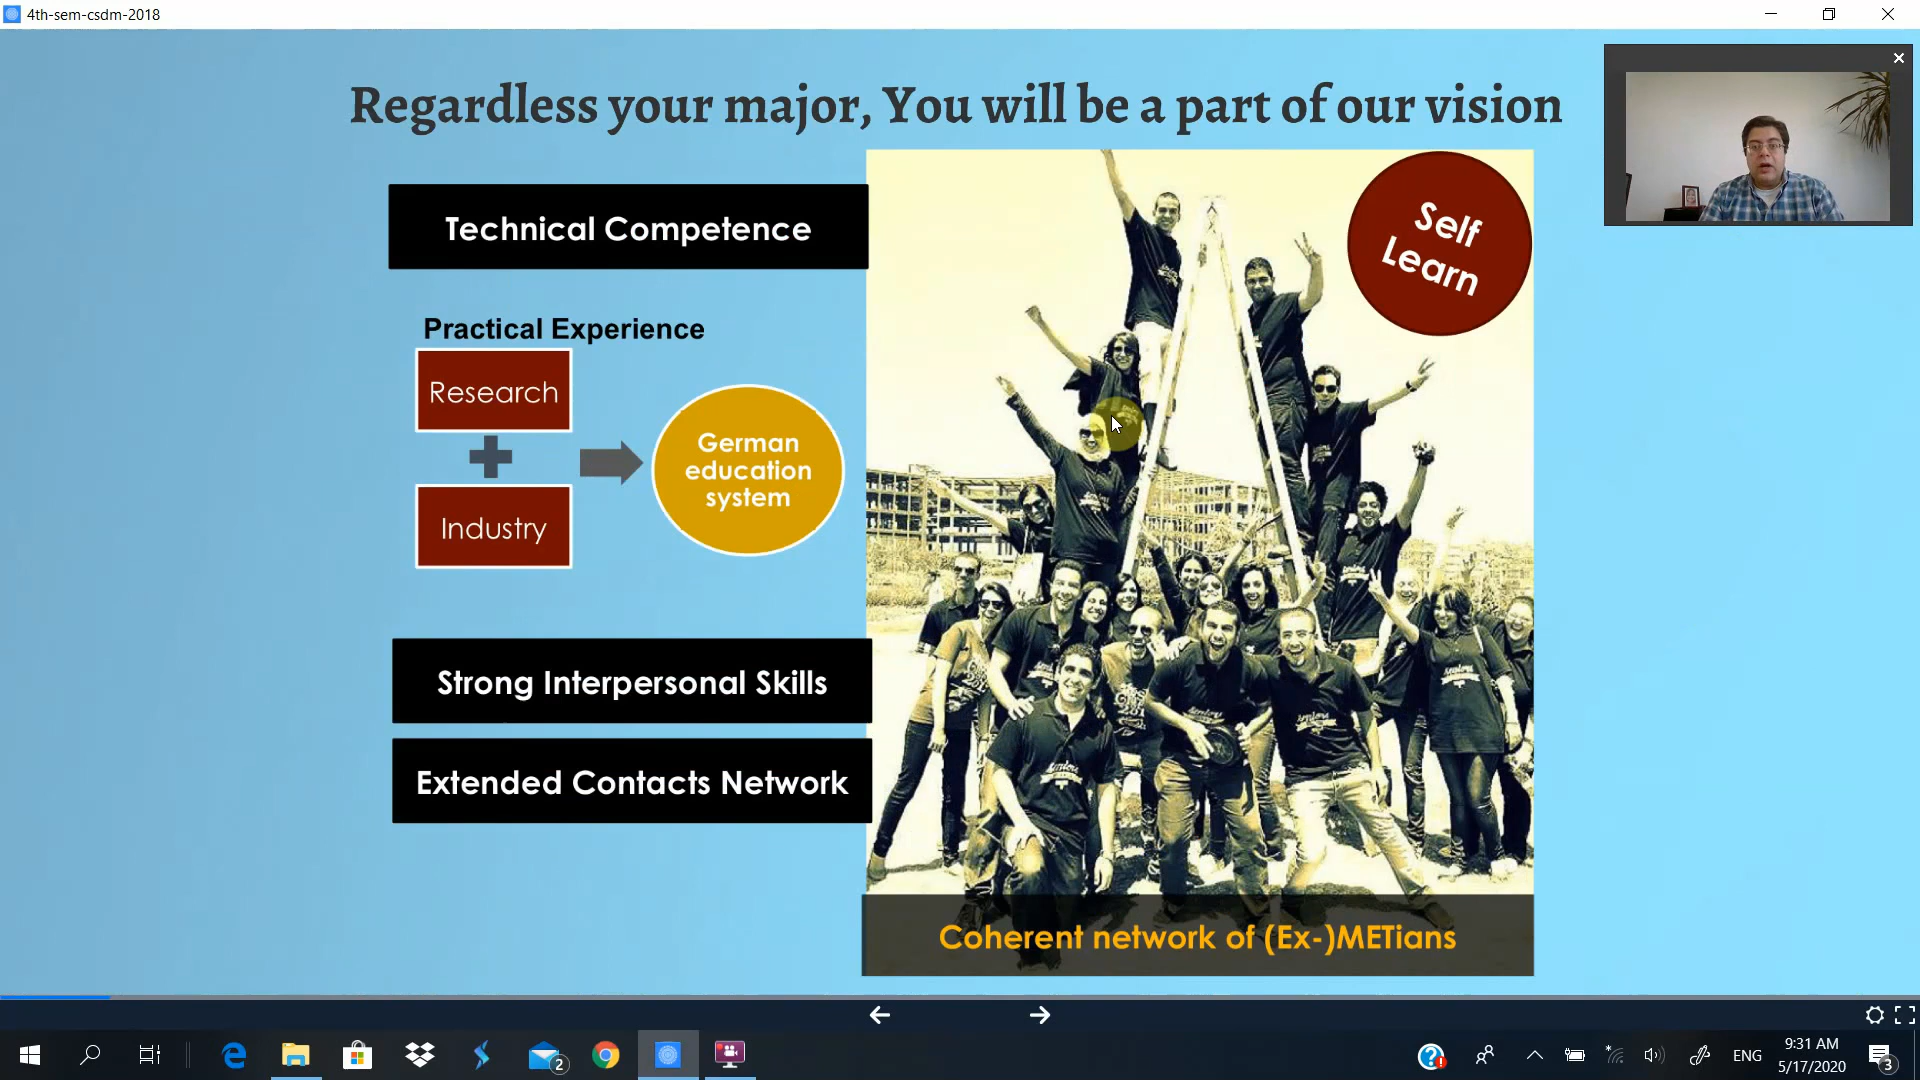 4th-sem-csdm-2018
Regardless your major, You will be a part of our vision
Technical Competence
Self
Learn
Practical Experience
Research
German
education
system
Industry
Strong Interpersonal Skills
Extended Contacts Network
Coherent network of (Ex-)METians
2
ENG
9:31 AM
5/17/2020
3